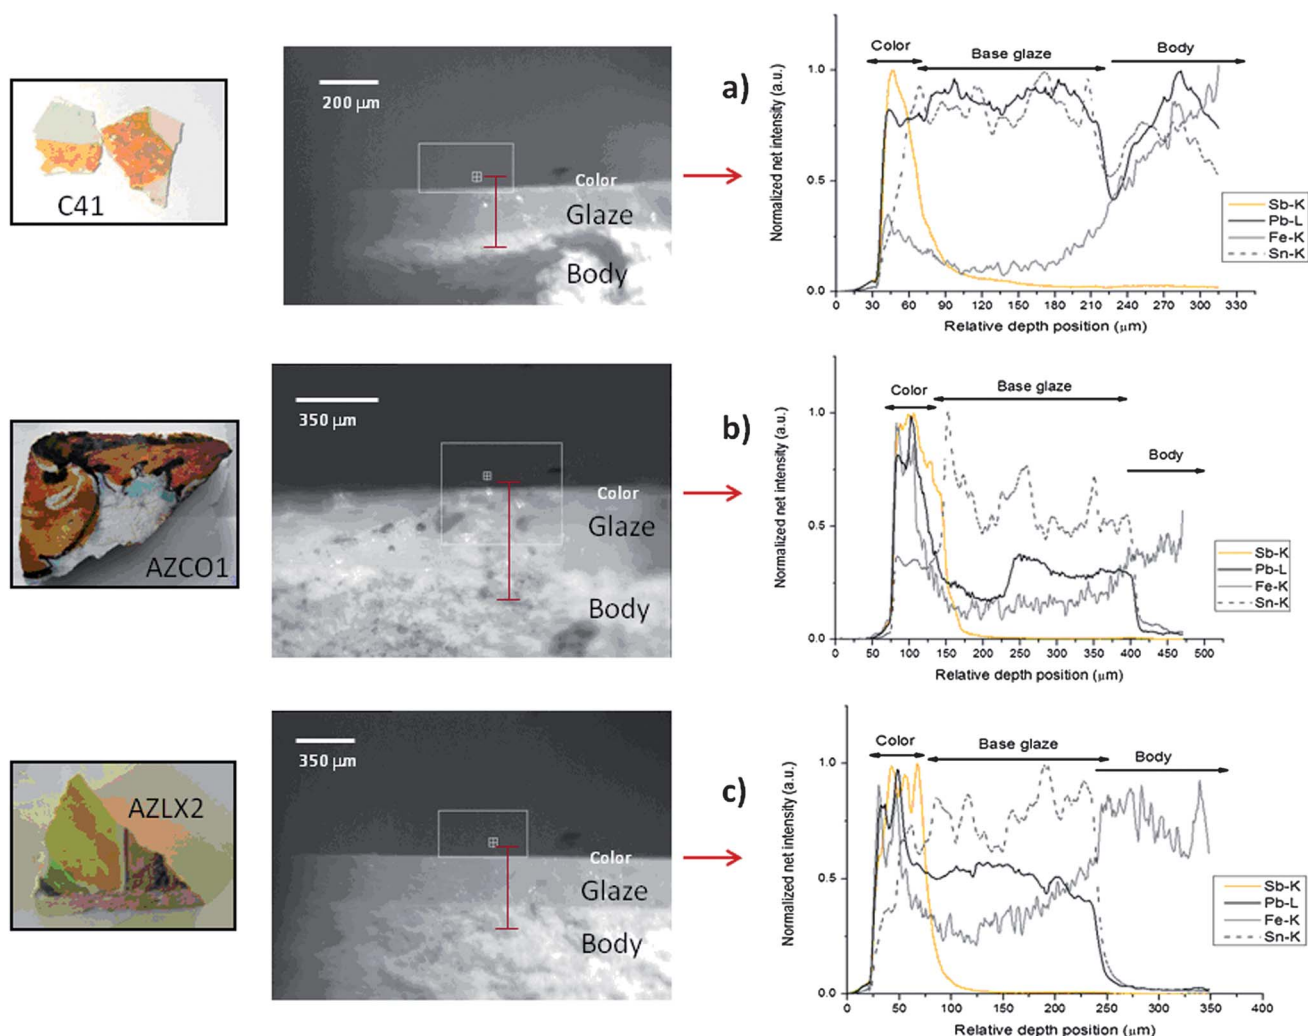 C41
200 µm
Color
Glaze
Body
a)
Color
Base glaze
Body
Normalized net intensity (a.u.)
1.0
0.5
0.0
0 30 60 90 120 150 180 210 240 270 300 330
Relative depth position (µm)
Sb-K
Pb-L
Fe-K
Sn-K
AZCO1
350 µm
Color
Glaze
Body
b)
Color
Base glaze
Body
Normalized net intensity (a.u.)
1.0
0.5
0.0
0 50 100 150 200 250 300 350 400 450 500
Relative depth position (µm)
Sb-K
Pb-L
Fe-K
Sn-K
AZLX2
350 µm
Color
Glaze
Body
c)
Color
Base glaze
Body
Normalized net intensity (a.u.)
1.0
0.5
0.0
0 50 100 150 200 250 300 350 400
Relative depth position (µm)
Sb-K
Pb-L
Fe-K
Sn-K